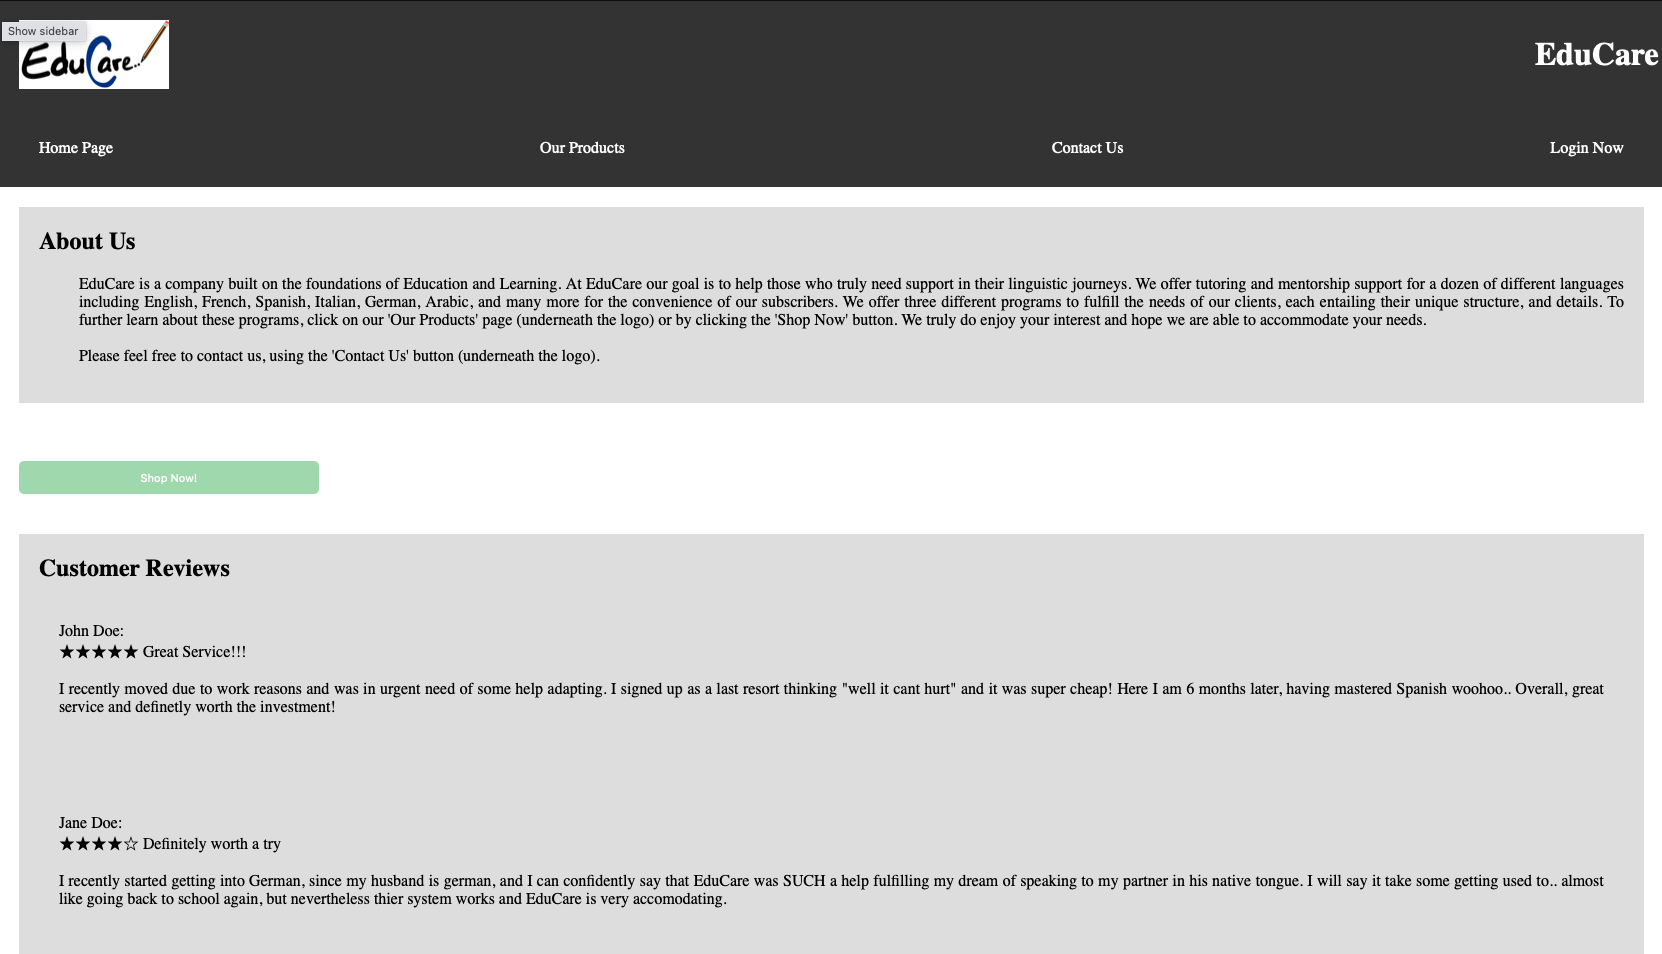 Show sidebar
EduCare..
EduCare
Home Page Our Products Contact Us Login Now
About Us
EduCare is a company built on the foundations of Education and Learning. At EduCare our goal is to help those who truly need support in their linguistic journeys. We offer tutoring and mentorship support for a dozen of different languages
including English, French, Spanish, Italian, German, Arabic, and many more for the convenience of our subscribers. We offer three different programs to fulfill the needs of our clients, each entailing their unique structure, and details. To
further learn about these programs, click on our 'Our Products' page (underneath the logo) or by clicking the 'Shop Now' button. We truly do enjoy your interest and hope we are able to accommodate your needs.
Please feel free to contact us, using the 'Contact Us' button (underneath the logo).
Shop Now!
Customer Reviews
John Doe:
★★★★★ Great Service!!!
I recently moved due to work reasons and was in urgent need of some help adapting. I signed up as a last resort thinking "well it cant hurt" and it was super cheap! Here I am 6 months later, having mastered Spanish woohoo.. Overall, great
service and definetly worth the investment!
Jane Doe:
★★★★☆ Definitely worth a try
I recently started getting into German, since my husband is german, and I can confidently say that EduCare was SUCH a help fulfilling my dream of speaking to my partner in his native tongue. I will say it take some getting used to.. almost
like going back to school again, but nevertheless thier system works and EduCare is very accomodating.